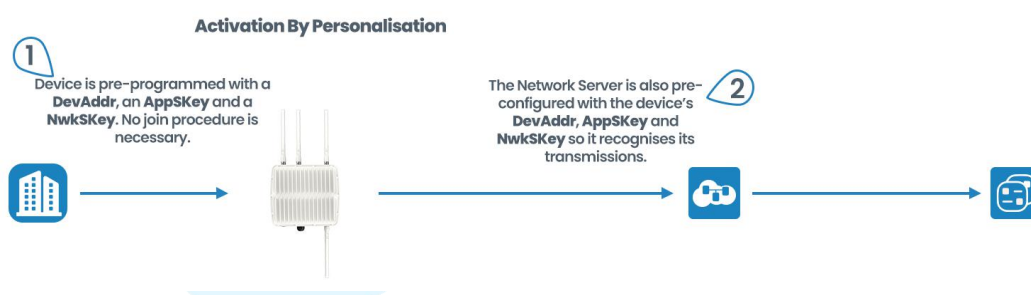 Activation By Personalisation
1
Device is pre-programmed with a
DevAddr, an AppSKey and a
NwkSKey. No join procedure is
necessary.
The Network Server is also pre-
configured with the device's
DevAddr, AppSKey and
NwkSKey so it recognises its
transmissions.
2